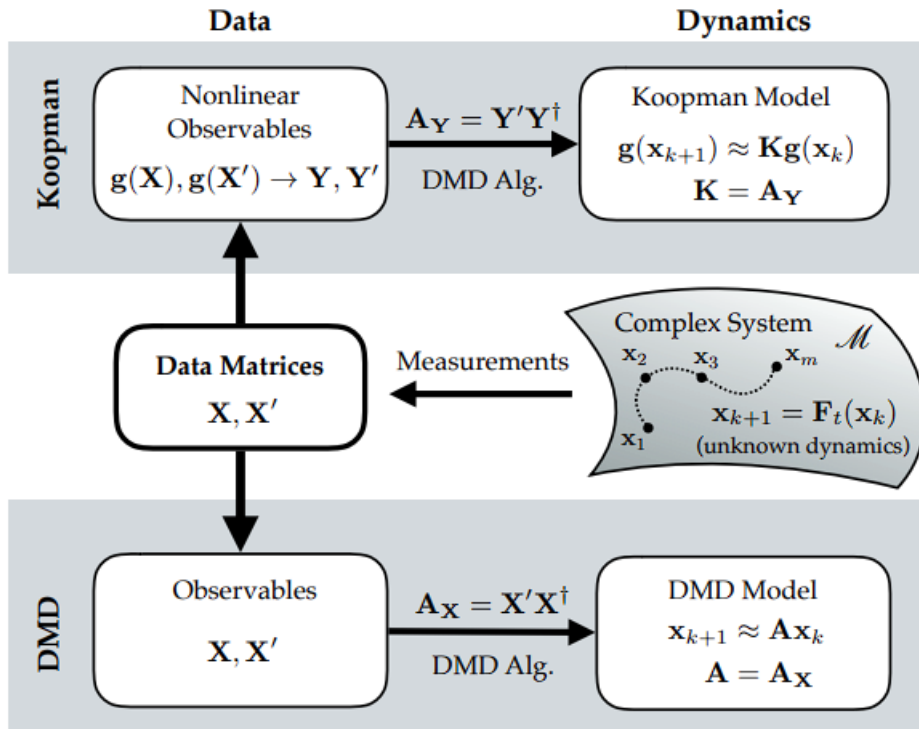 Data
Dynamics
Koopman
Nonlinear
Observables
g(X), g(X′) → Y, Y′
A_Y = Y′Y†
DMD Alg.
Koopman Model
g(x_{k+1}) ≈ Kg(x_k)
K = A_Y
Data Matrices
X, X′
Measurements
Complex System
ℳ
x_2
x_3
x_m
x_{k+1} = F_t(x_k)
x_1
(unknown dynamics)
DMD
Observables
X, X′
A_X = X′X†
DMD Alg.
DMD Model
x_{k+1} ≈ Ax_k
A = A_X